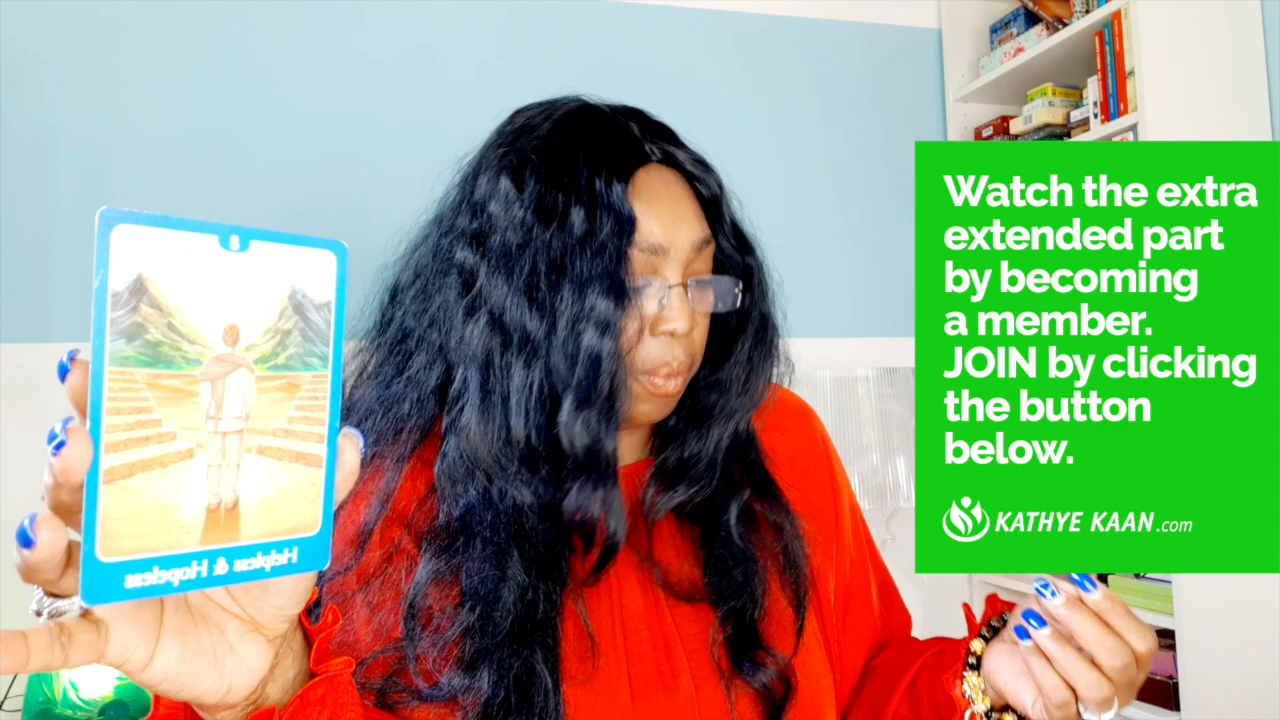 8
Helpless & Hopeless
Watch the extra
extended part
by becoming
a member.
JOIN by clicking
the button
below.
KATHYE KAAN.com